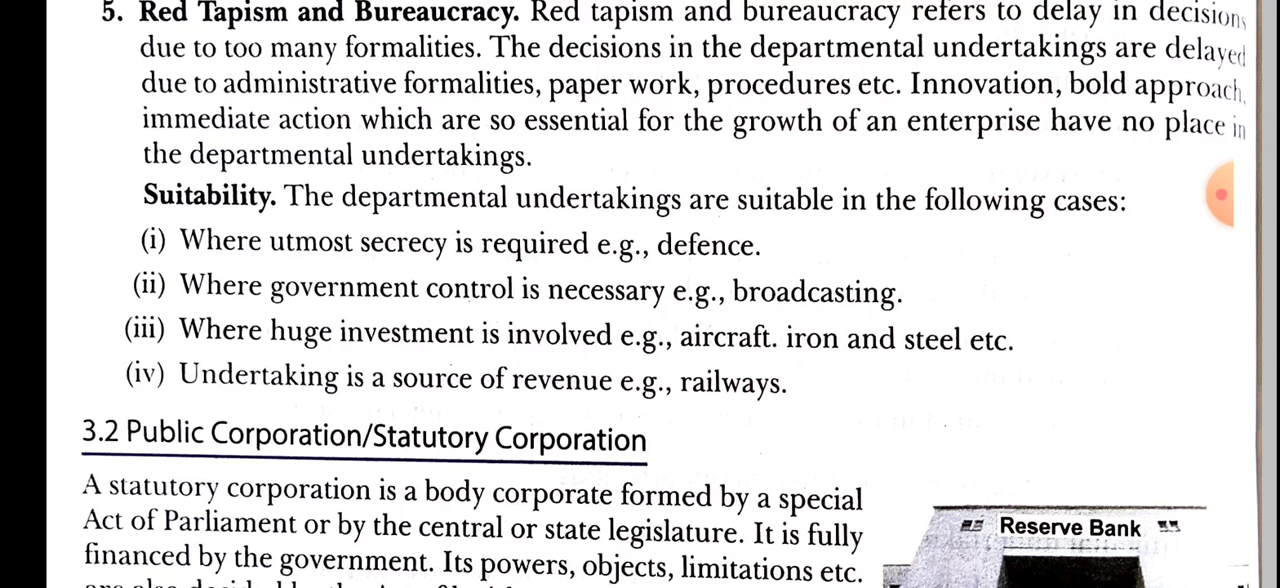 5. Red Tapism and Bureaucracy. Red tapism and bureaucracy refers to delay in decisions
due to too many formalities. The decisions in the departmental undertakings are delayed
due to administrative formalities, paper work, procedures etc. Innovation, bold approach,
immediate action which are so essential for the growth of an enterprise have no place in
the departmental undertakings.
Suitability. The departmental undertakings are suitable in the following cases:
(i) Where utmost secrecy is required e.g., defence.
(ii) Where government control is necessary e.g., broadcasting.
(iii) Where huge investment is involved e.g., aircraft. iron and steel etc.
(iv) Undertaking is a source of revenue e.g., railways.
3.2 Public Corporation/Statutory Corporation
A statutory corporation is a body corporate formed by a special
Act of Parliament or by the central or state legislature. It is fully
financed by the government. Its powers, objects, limitations etc.
Reserve Bank